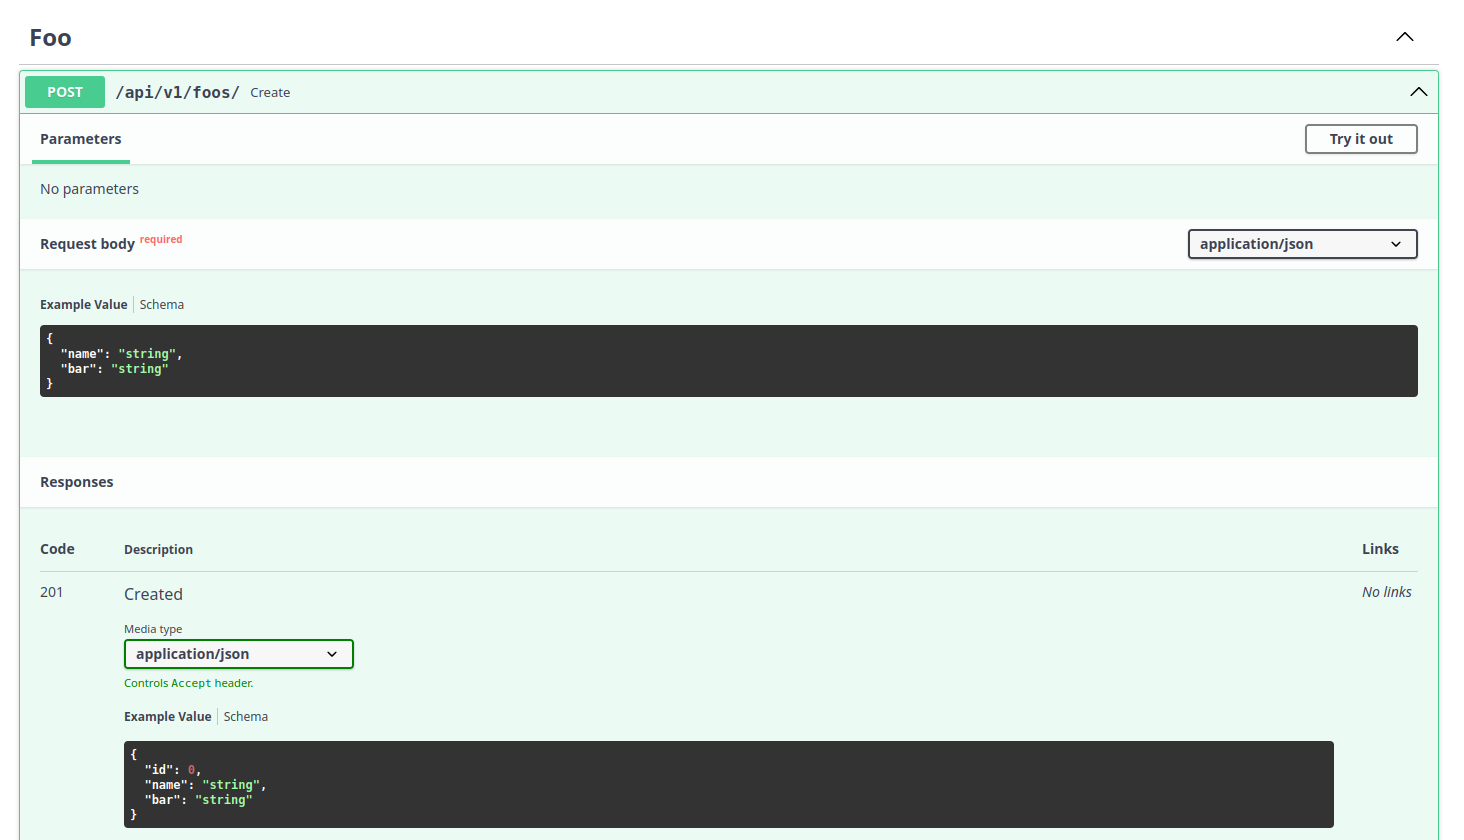 Foo
POST /api/v1/foos/ Create
Parameters Try it out
No parameters
Request body required application/json
Example Value Schema
{
  "name": "string",
  "bar": "string"
}
Responses
Code Description Links
201 Created No links
Media type
application/json
Controls Accept header.
Example Value Schema
{
  "id": 0,
  "name": "string",
  "bar": "string"
}